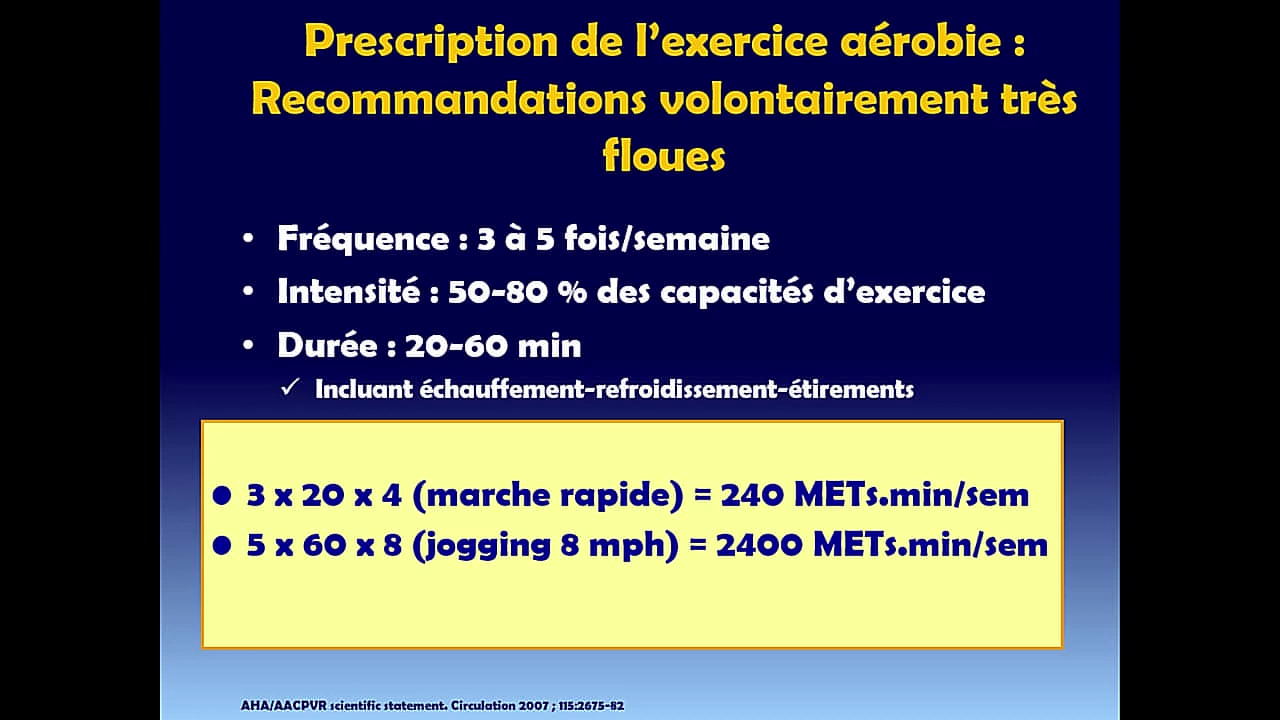 Prescription de l’exercice aérobie :
Recommandations volontairement très
floues
• Fréquence : 3 à 5 fois/semaine
• Intensité : 50-80 % des capacités d’exercice
• Durée : 20-60 min
✓ Incluant échauffement-refroidissement-étirements
● 3 x 20 x 4 (marche rapide) = 240 METs.min/sem
● 5 x 60 x 8 (jogging 8 mph) = 2400 METs.min/sem
AHA/AACPVR scientific statement. Circulation 2007 ; 115:2675-82